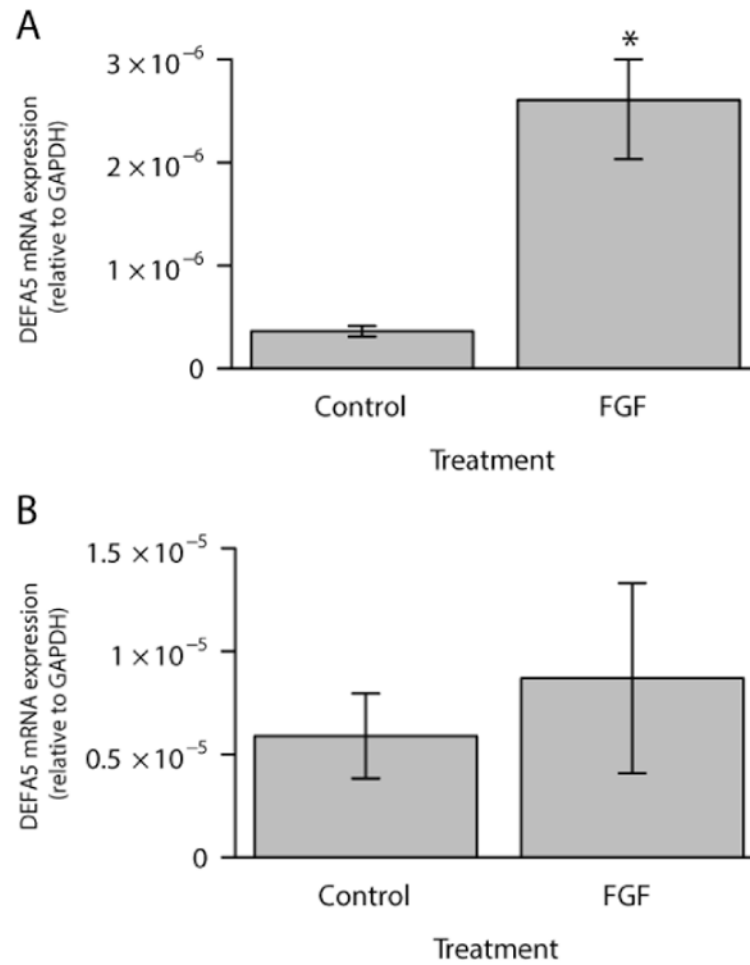 A
3 × 10⁻⁶
2 × 10⁻⁶
1 × 10⁻⁶
0
DEFA5 mRNA expression
(relative to GAPDH)
*
Control
FGF
Treatment
B
1.5 × 10⁻⁵
1 × 10⁻⁵
0.5 × 10⁻⁵
0
DEFA5 mRNA expression
(relative to GAPDH)
Control
FGF
Treatment